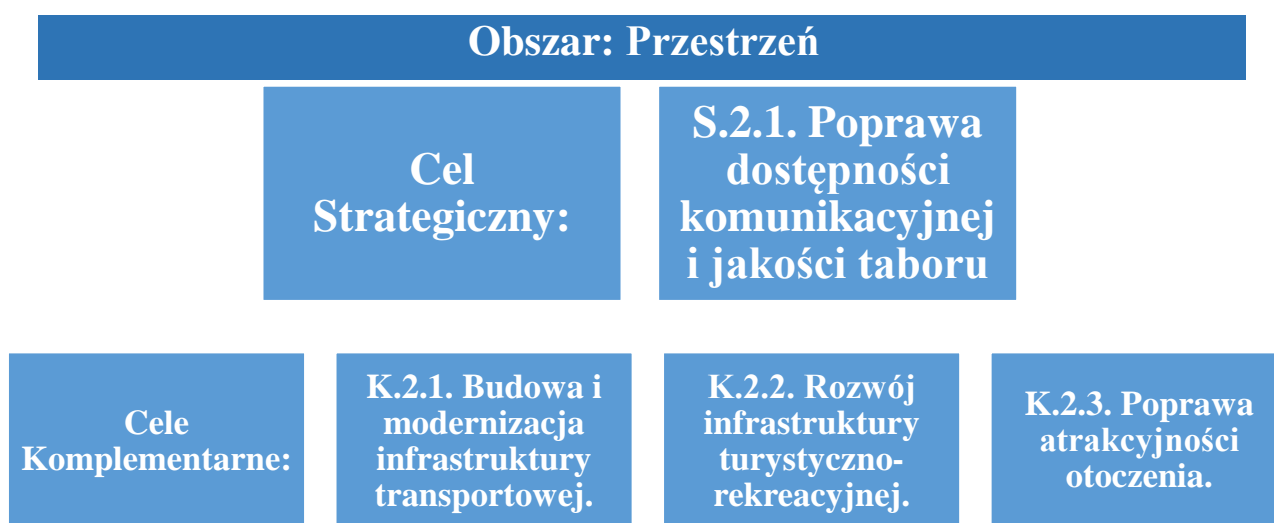 Obszar: Przestrzeń
Cel
Strategiczny:
S.2.1. Poprawa
dostępności
komunikacyjnej
i jakości taboru
Cele
Komplementarne:
K.2.1. Budowa i
modernizacja
infrastruktury
transportowej.
K.2.2. Rozwój
infrastruktury
turystyczno-
rekreacyjnej.
K.2.3. Poprawa
atrakcyjności
otoczenia.